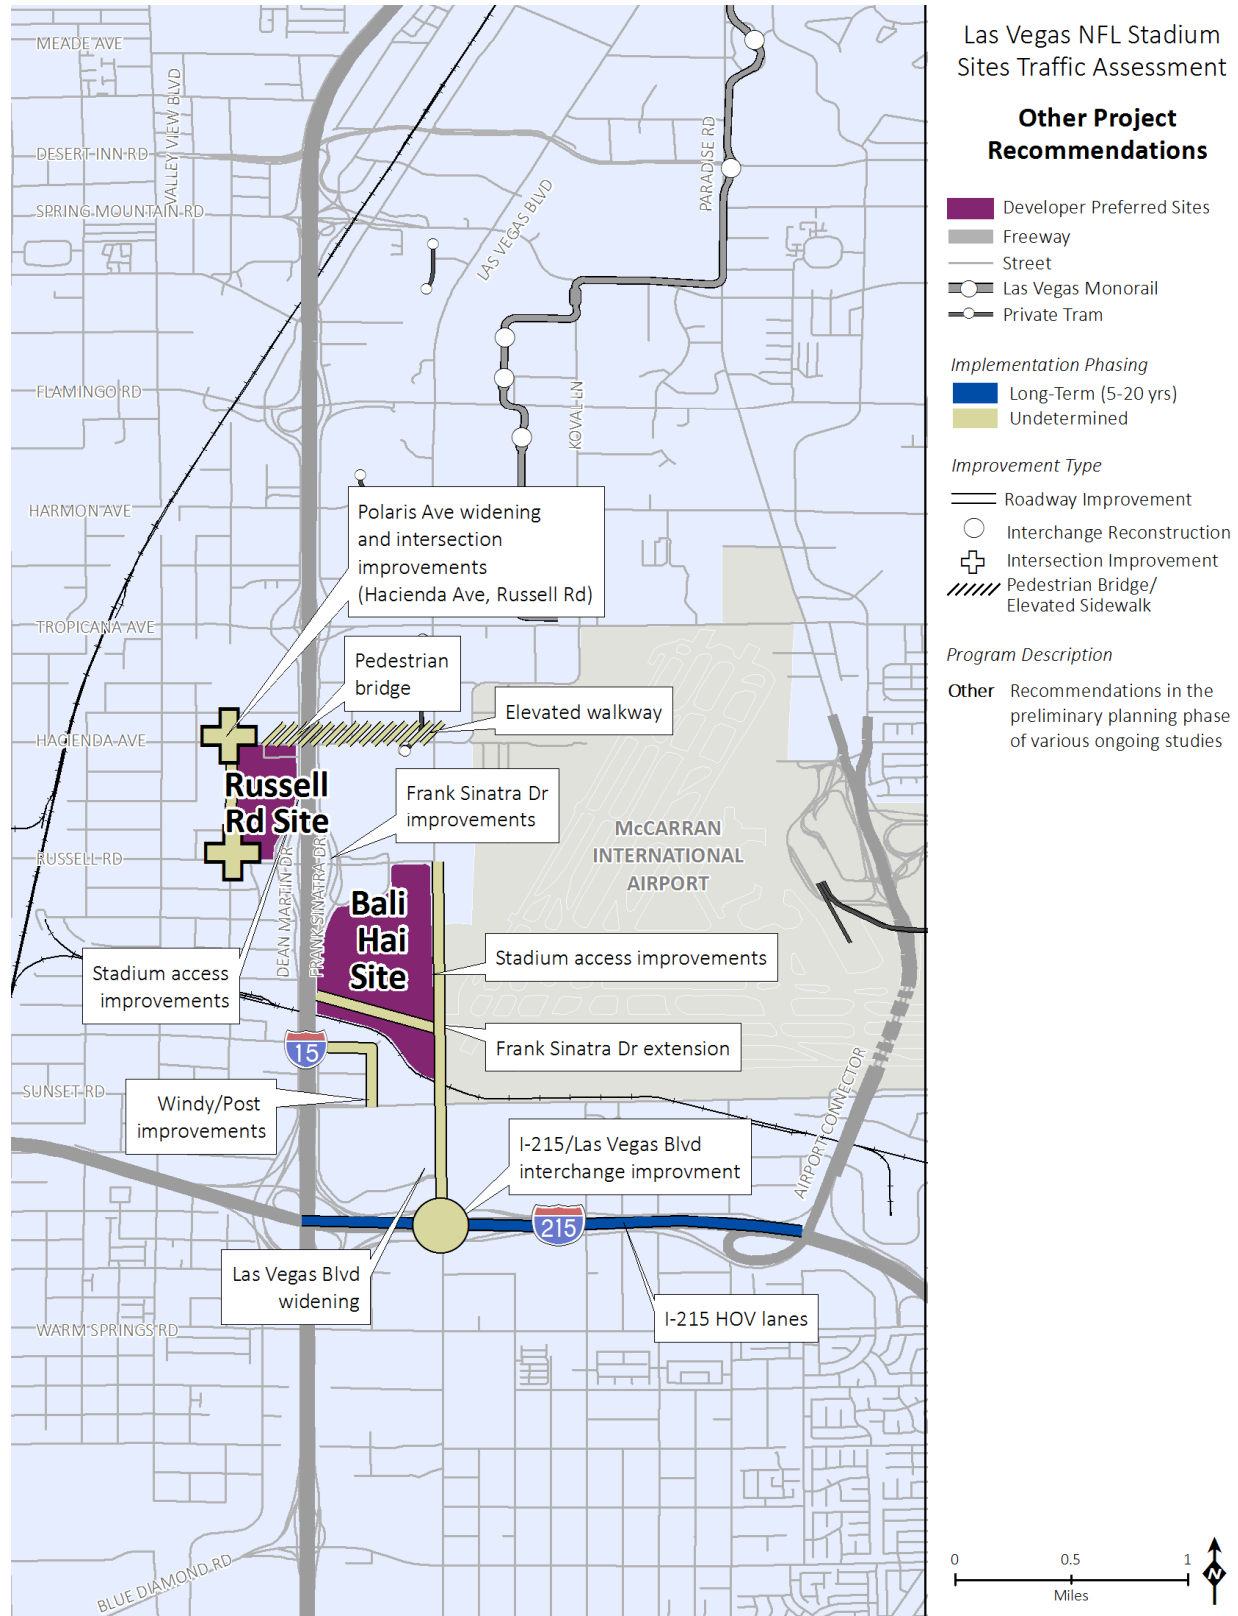 Las Vegas NFL Stadium
Sites Traffic Assessment
Other Project
Recommendations
Developer Preferred Sites
Freeway
Street
Las Vegas Monorail
Private Tram
Implementation Phasing
Long-Term (5-20 yrs)
Undetermined
Improvement Type
Roadway Improvement
Interchange Reconstruction
Intersection Improvement
Pedestrian Bridge/
Elevated Sidewalk
Program Description
Other Recommendations in the
preliminary planning phase
of various ongoing studies
0 0.5 1
Miles
N
MEADE AVE
VALLEY VIEW BLVD
DESERT INN RD
SPRING MOUNTAIN RD
PARADISE RD
LAS VEGAS BLVD
FLAMINGO RD
KOVAL LN
HARMON AVE
Polaris Ave widening
and intersection
improvements
(Hacienda Ave, Russell Rd)
TROPICANA AVE
Pedestrian
bridge
Elevated walkway
HACIENDA AVE
Russell
Rd Site
Frank Sinatra Dr
improvements
McCARRAN
INTERNATIONAL
AIRPORT
RUSSELL RD
DEAN MARTIN DR
FRANK SINATRA DR
Bali
Hai
Site
Stadium access
improvements
Stadium access improvements
Frank Sinatra Dr extension
15
SUNSET RD
Windy/Post
improvements
AIRPORT CONNECTOR
I-215/Las Vegas Blvd
interchange improvment
215
Las Vegas Blvd
widening
I-215 HOV lanes
WARM SPRINGS RD
BLUE DIAMOND RD